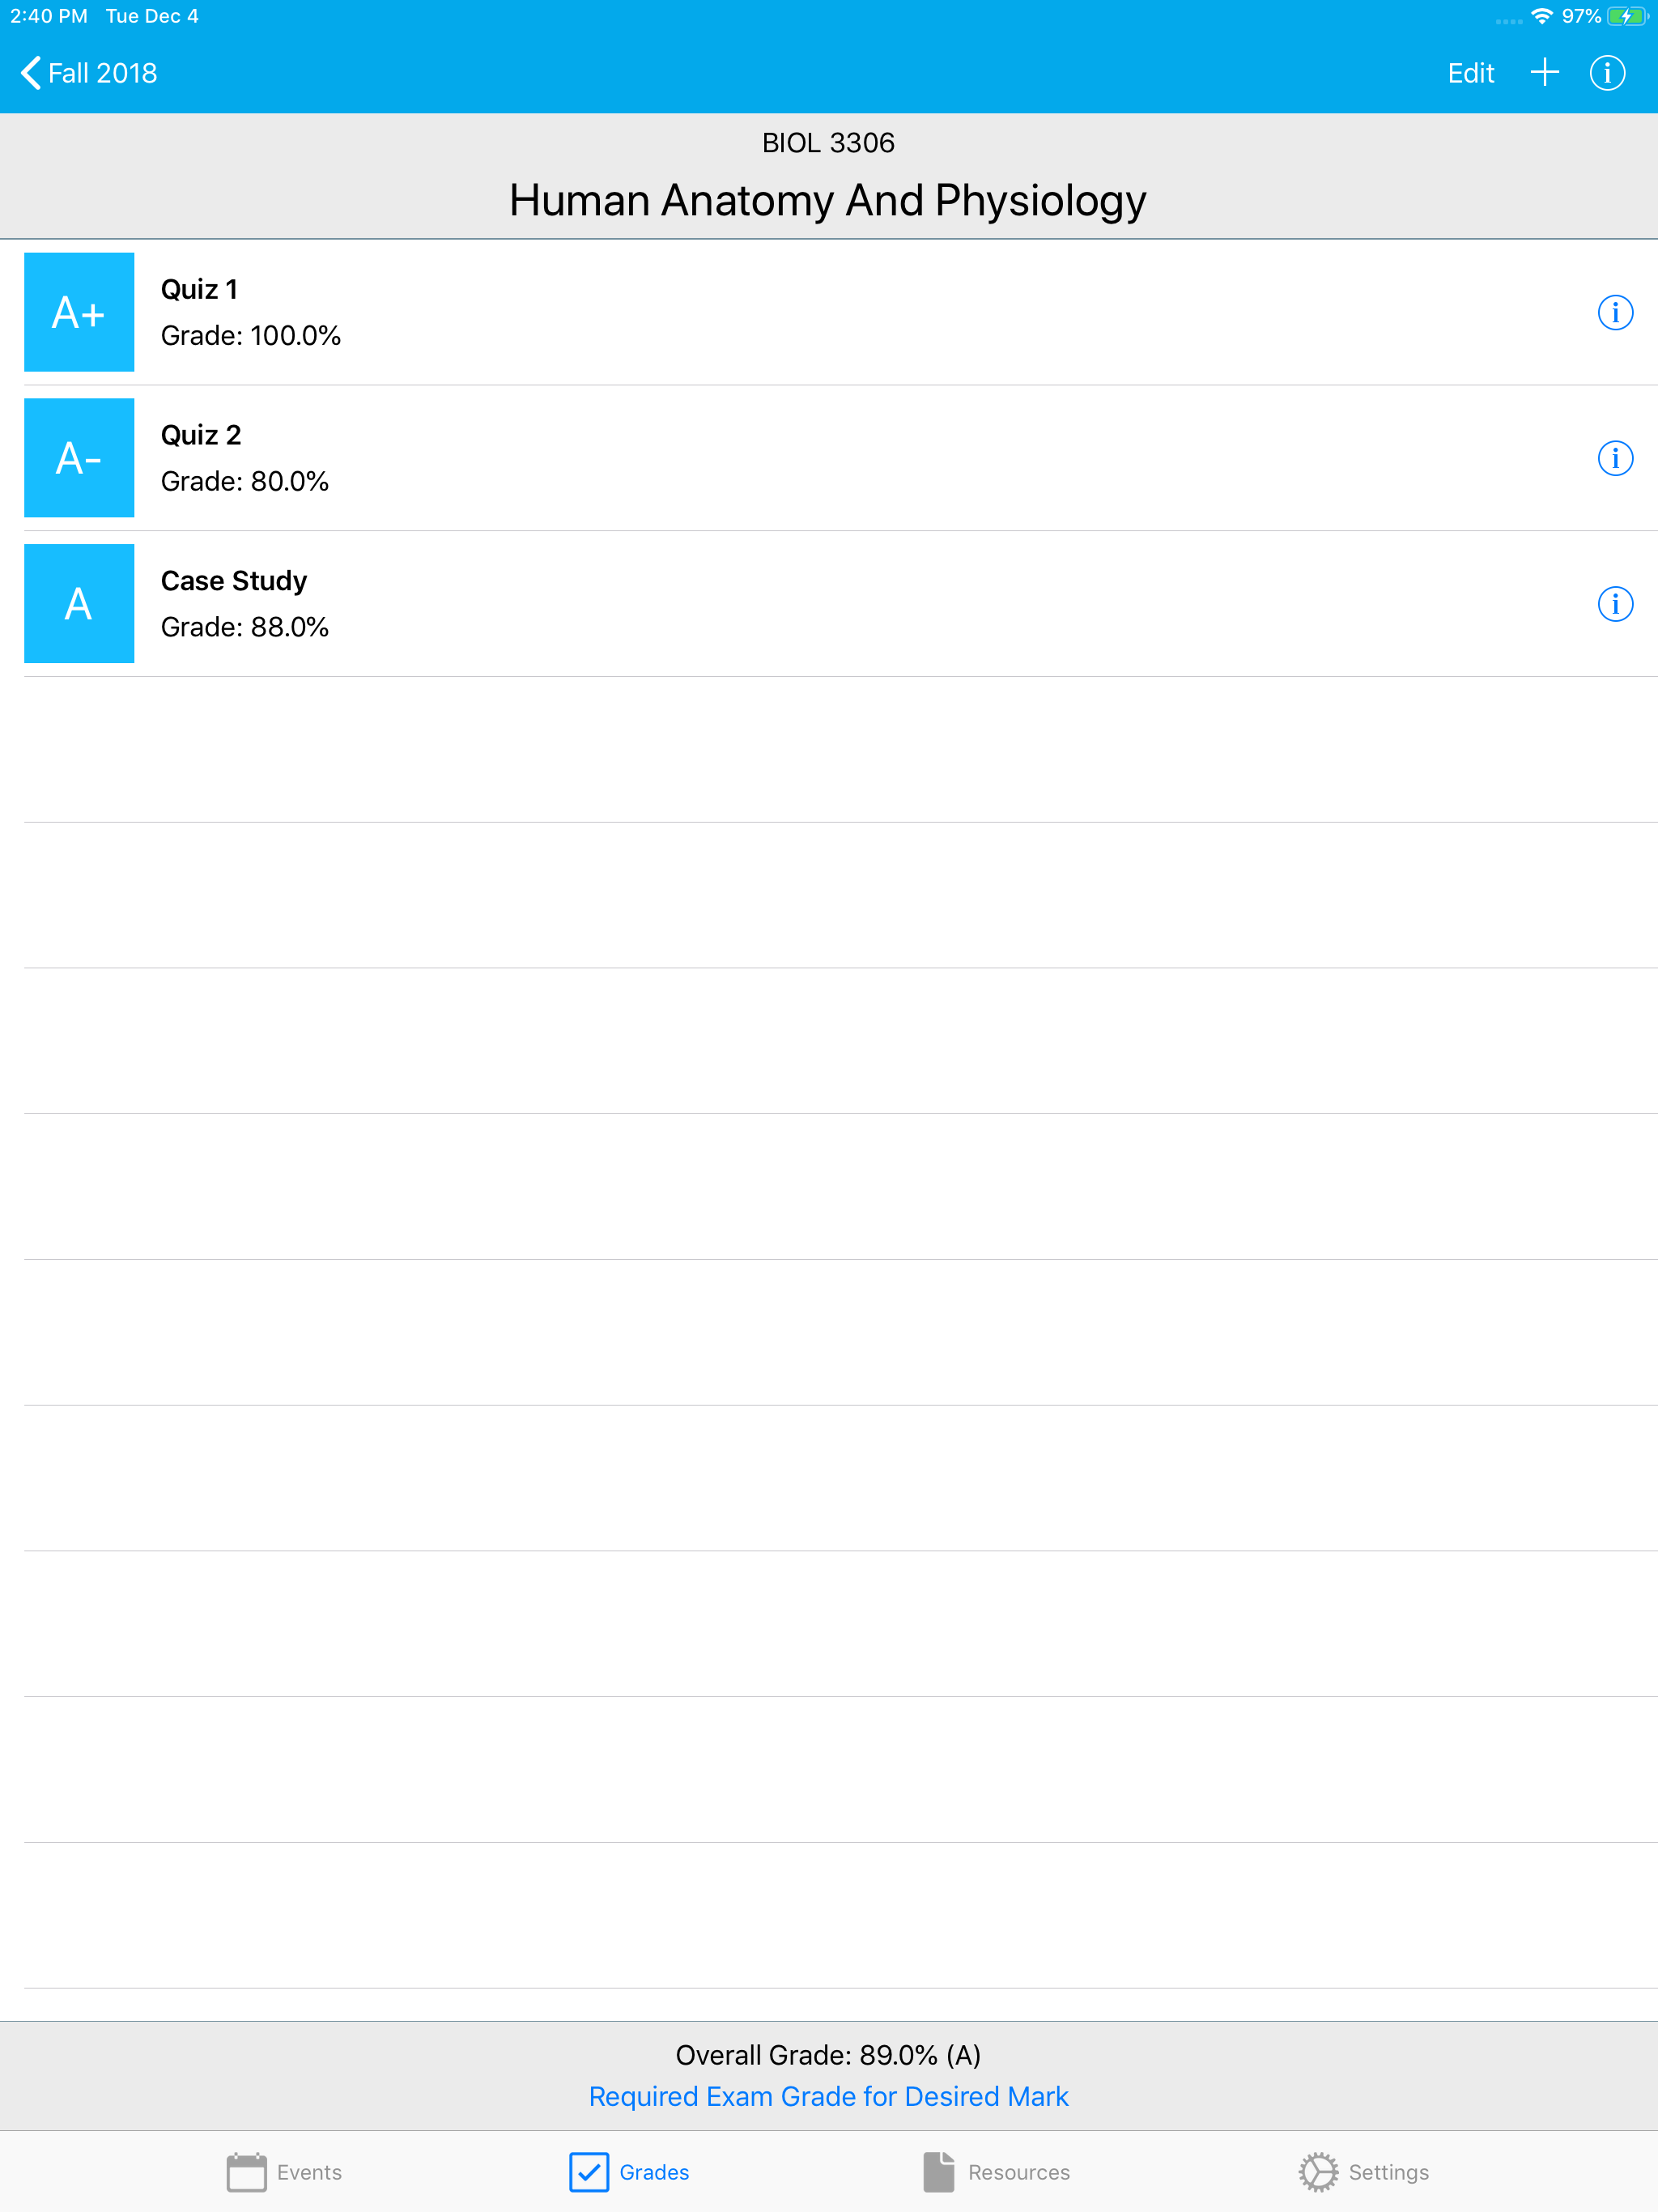 2:40 PM Tue Dec 4 97%
Fall 2018 Edit
BIOL 3306
Human Anatomy And Physiology
A+
Quiz 1
Grade: 100.0%
A-
Quiz 2
Grade: 80.0%
A
Case Study
Grade: 88.0%
Overall Grade: 89.0% (A)
Required Exam Grade for Desired Mark
Events Grades Resources Settings